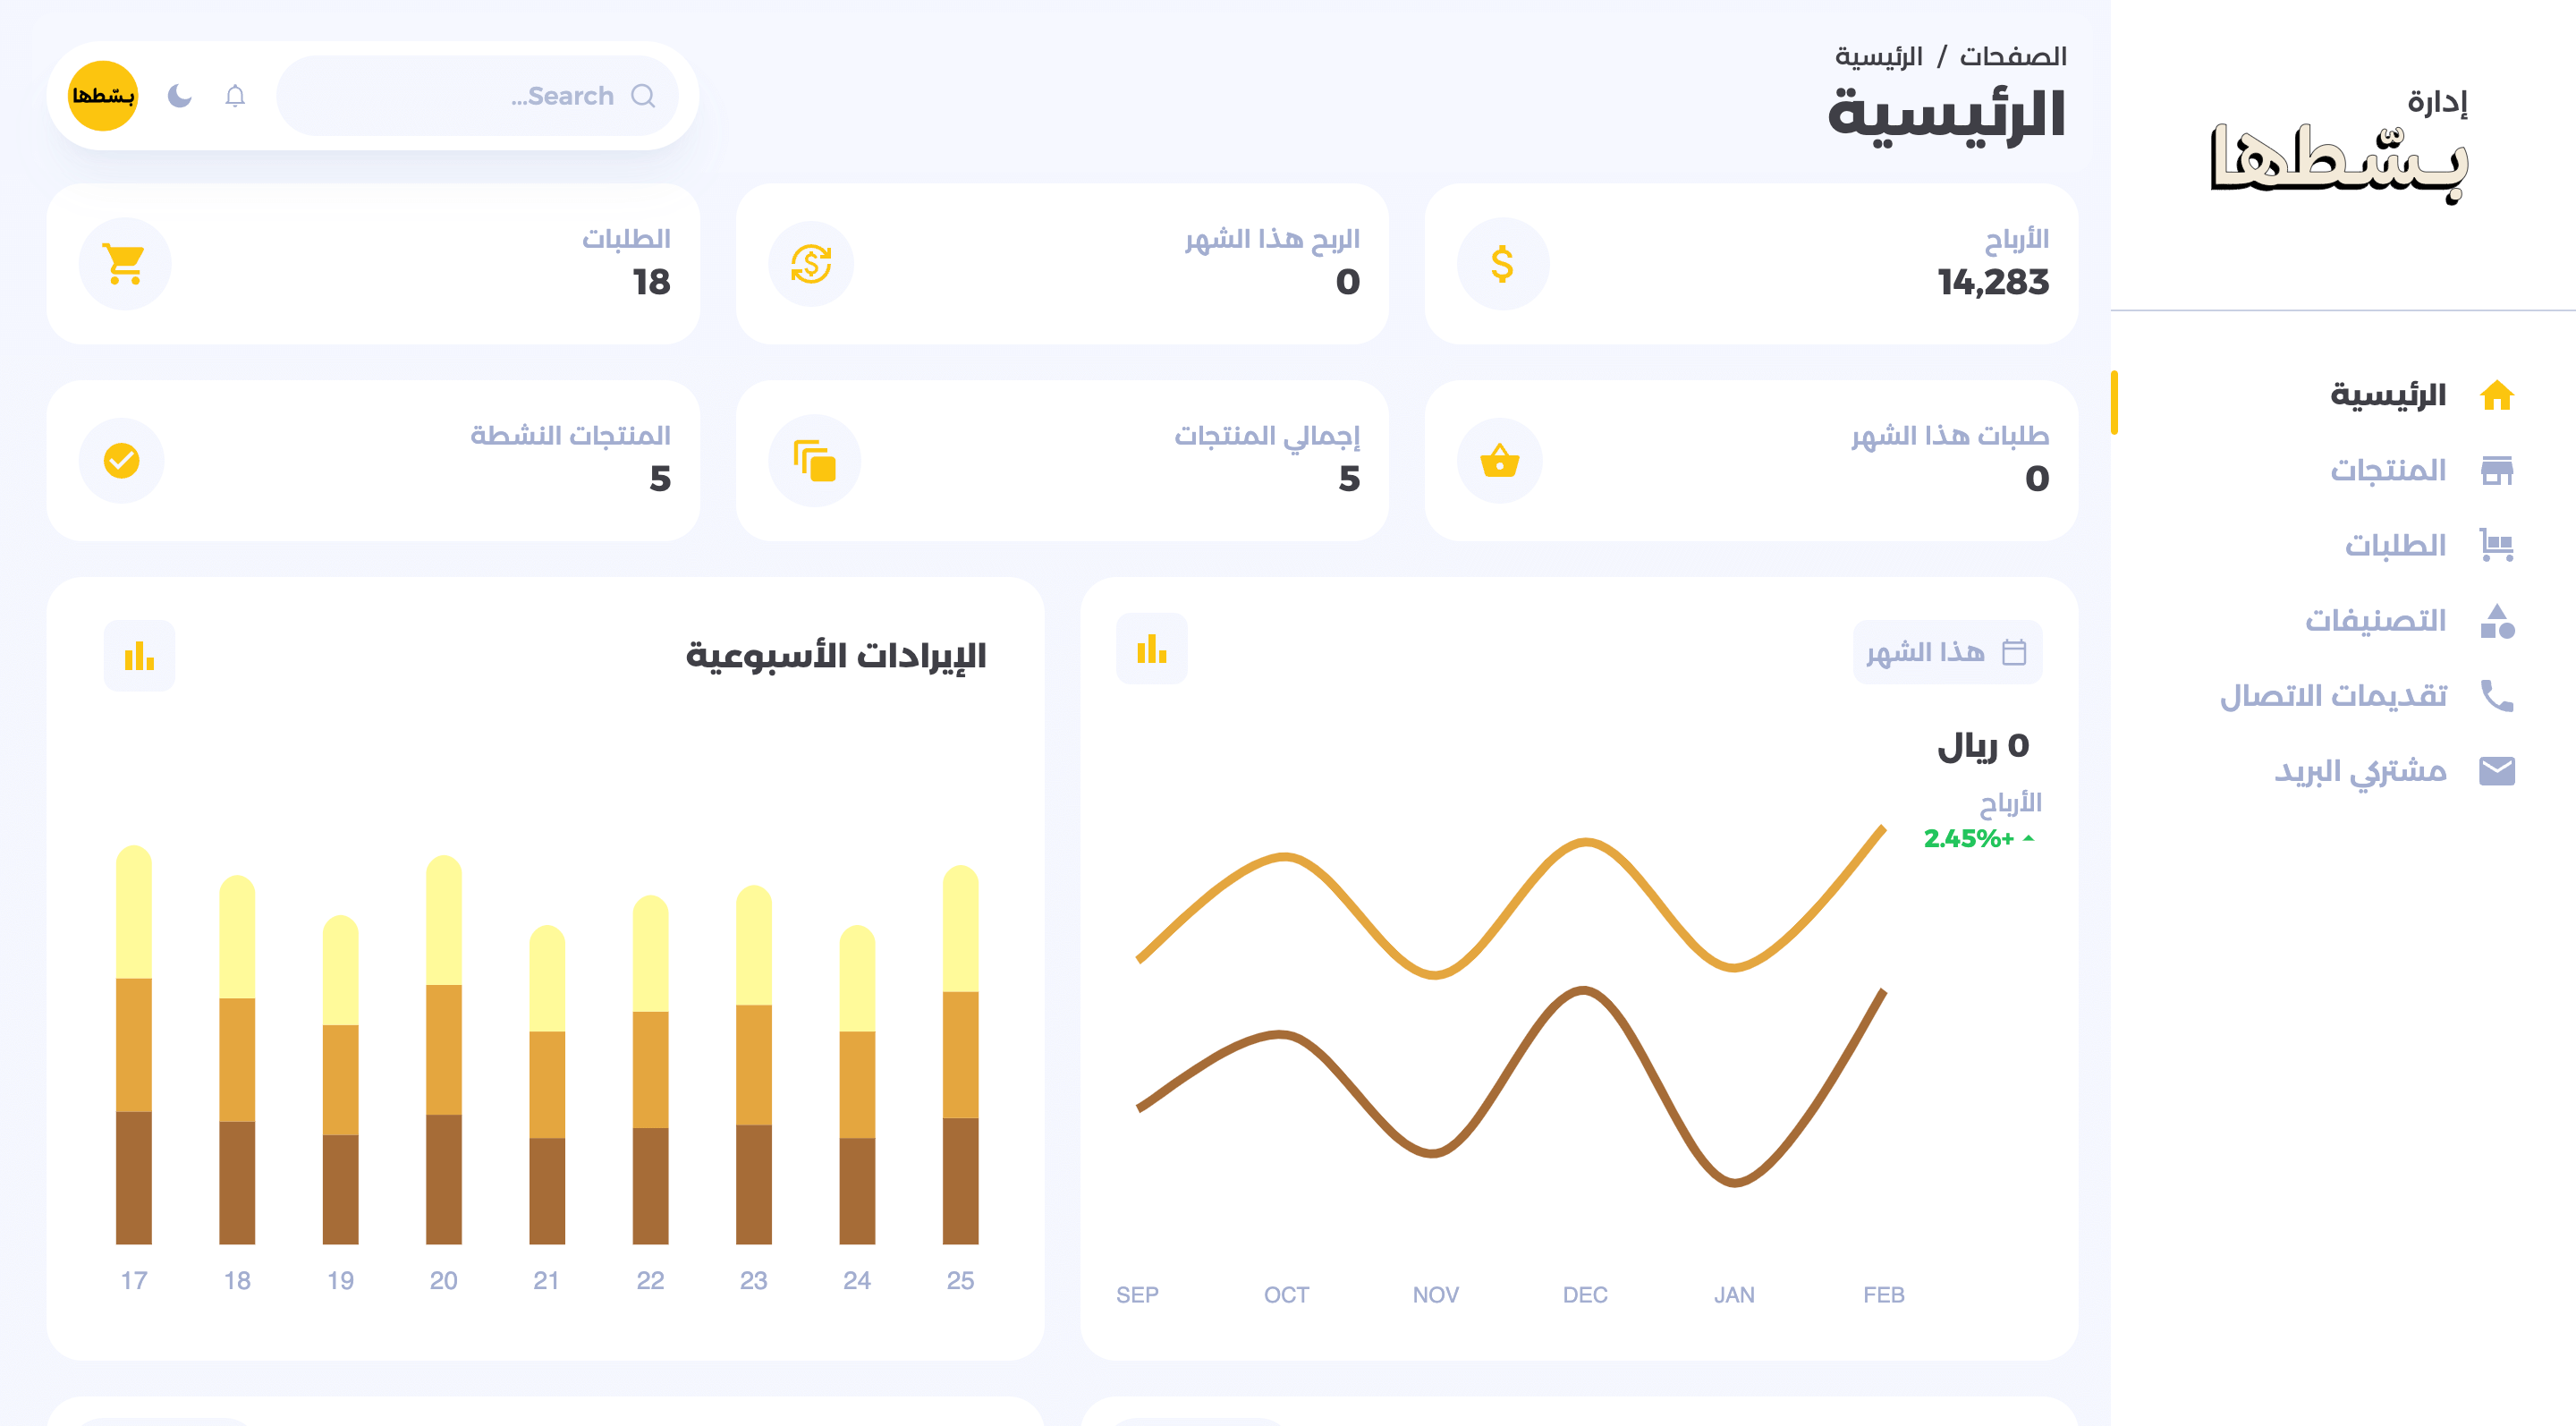 إدارة
بسّطها
الرئيسية
المنتجات
الطلبات
التصنيفات
تقديمات الاتصال
مشتركي البريد
الصفحات / الرئيسية
الرئيسية
Search...
بسّطها
الأرباح
14,283
الربح هذا الشهر
0
الطلبات
18
طلبات هذا الشهر
0
إجمالي المنتجات
5
المنتجات النشطة
5
هذا الشهر
0 ريال
الأرباح
+2.45%
SEP OCT NOV DEC JAN FEB
الإيرادات الأسبوعية
17 18 19 20 21 22 23 24 25